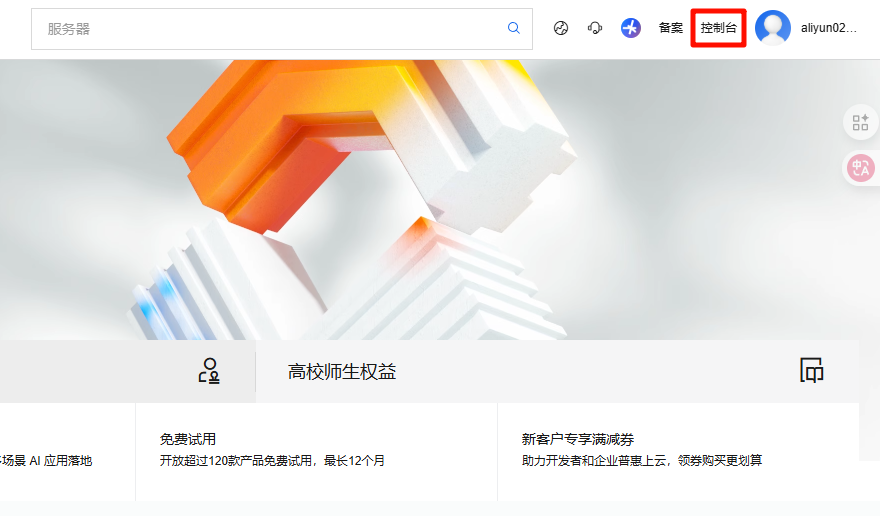 服务器
备案
控制台
aliyun02...
高校师生权益
免费试用
新客户专享满减券
场景 AI 应用落地
开放超过120款产品免费试用，最长12个月
助力开发者和企业普惠上云，领券购买更划算